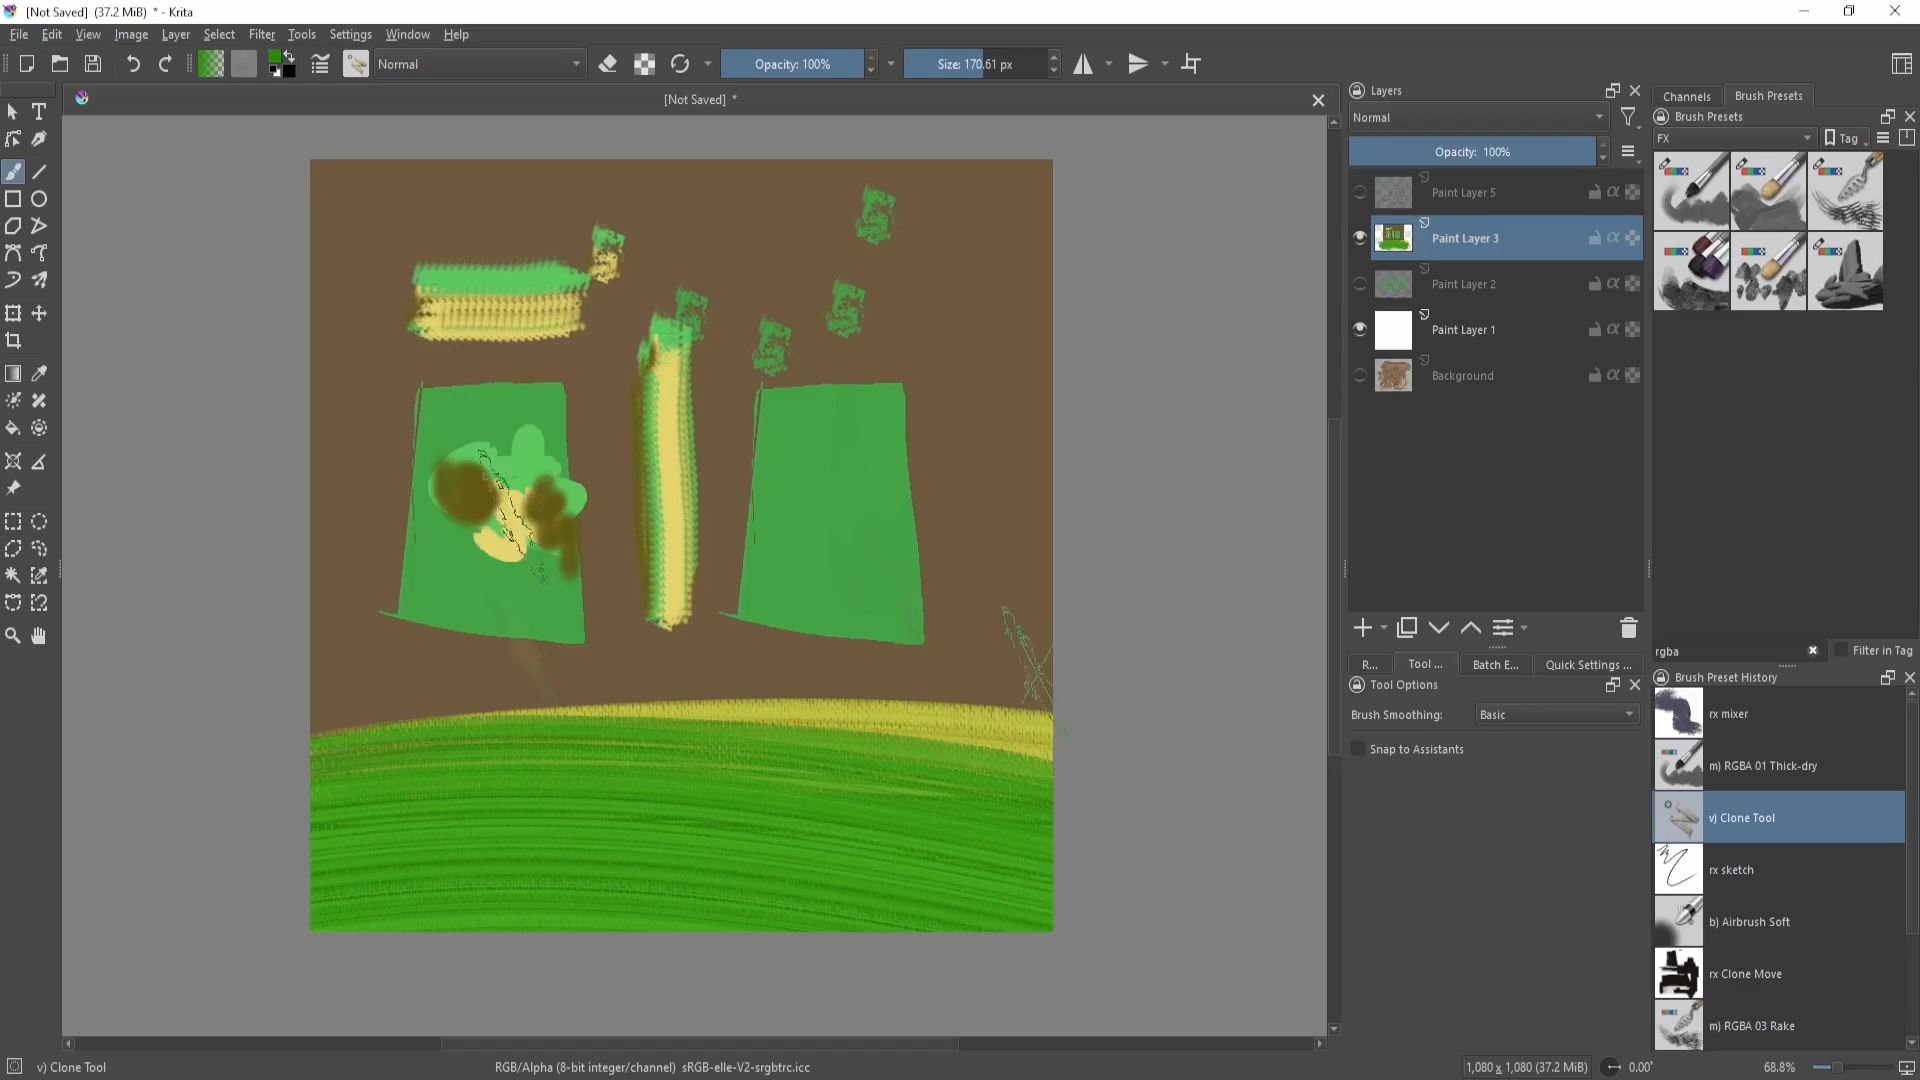 [Not Saved]  (37.2 MiB)  * - Krita
File Edit View Image Layer Select Filter Tools Settings Window Help
Normal
Opacity: 100%
Size: 170.61 px
[Not Saved]  *
Layers
Normal
Opacity:  100%
Paint Layer 5
Paint Layer 3
Paint Layer 2
Paint Layer 1
Background
R...
Tool ...
Batch E...
Quick Settings ...
Tool Options
Brush Smoothing:
Basic
Snap to Assistants
Channels
Brush Presets
Brush Presets
FX
Tag
rgba
Filter in Tag
Brush Preset History
rx mixer
m) RGBA 01 Thick-dry
v) Clone Tool
rx sketch
b) Airbrush Soft
rx Clone Move
m) RGBA 03 Rake
v) Clone Tool
RGB/Alpha (8-bit integer/channel)  sRGB-elle-V2-srgbtrc.icc
1,080 x 1,080 (37.2 MiB)
0.00°
68.8%